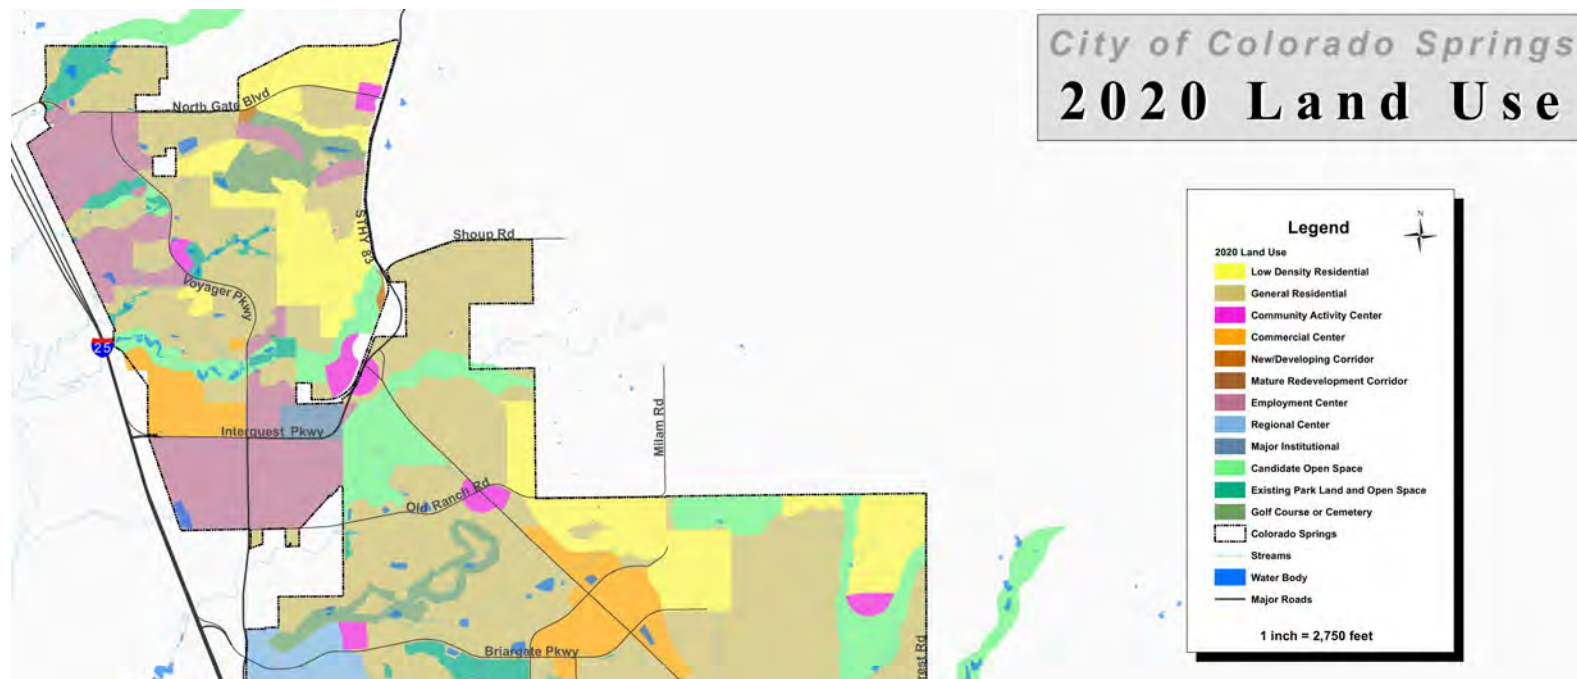 City of Colorado Springs
2020 Land Use
North Gate Blvd
STHY 83
Shoup Rd
Voyager Pkwy
25
Interquest Pkwy
Milam Rd
Old Ranch Rd
Briargate Pkwy
rest Rd
Legend
N
2020 Land Use
Low Density Residential
General Residential
Community Activity Center
Commercial Center
New/Developing Corridor
Mature Redevelopment Corridor
Employment Center
Regional Center
Major Institutional
Candidate Open Space
Existing Park Land and Open Space
Golf Course or Cemetery
Colorado Springs
Streams
Water Body
Major Roads
1 inch = 2,750 feet